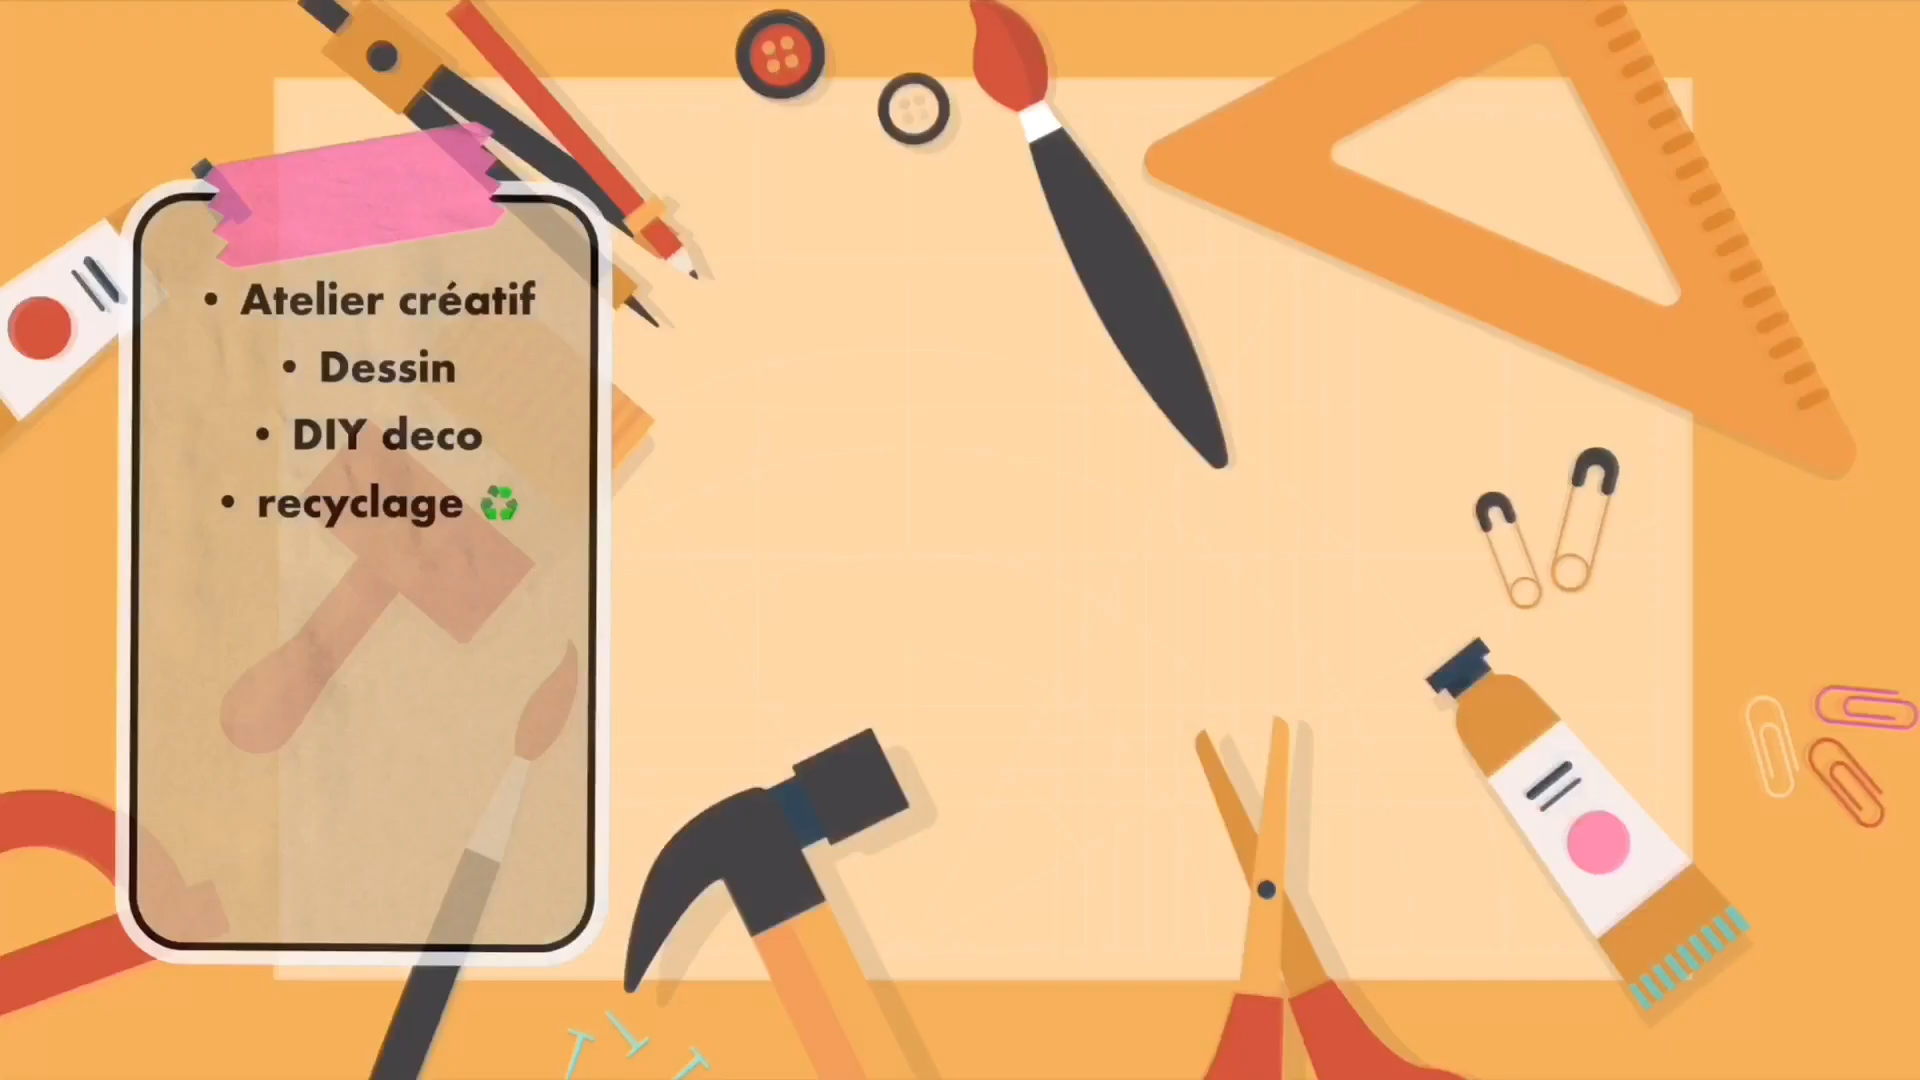 • Atelier créatif
• Dessin
• DIY deco
• recyclage ♻️